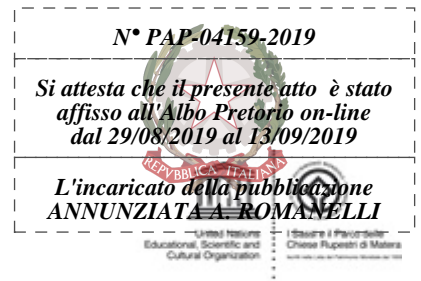 N° PAP-04159-2019
Si attesta che il presente atto è stato
affisso all'Albo Pretorio on-line
dal 29/08/2019 al 13/09/2019
L'incaricato della pubblicazione
ANNUNZIATA A. ROMANELLI
REPVBBLICA ITALIANA
United Nations
Educational, Scientific and
Cultural Organization
I Sassi e il Parco delle
Chiese Rupestri di Matera